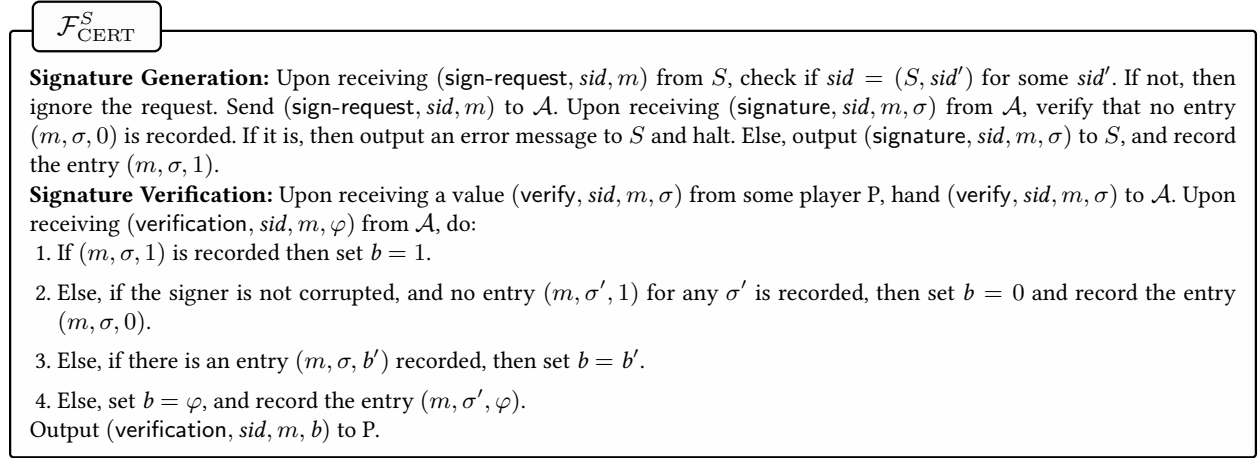 𝓕^S_CERT
Signature Generation: Upon receiving (sign-request, sid, m) from S, check if sid = (S, sid′) for some sid′. If not, then
ignore the request. Send (sign-request, sid, m) to 𝒜. Upon receiving (signature, sid, m, σ) from 𝒜, verify that no entry
(m, σ, 0) is recorded. If it is, then output an error message to S and halt. Else, output (signature, sid, m, σ) to S, and record
the entry (m, σ, 1).
Signature Verification: Upon receiving a value (verify, sid, m, σ) from some player P, hand (verify, sid, m, σ) to 𝒜. Upon
receiving (verification, sid, m, φ) from 𝒜, do:
1. If (m, σ, 1) is recorded then set b = 1.
2. Else, if the signer is not corrupted, and no entry (m, σ′, 1) for any σ′ is recorded, then set b = 0 and record the entry
(m, σ, 0).
3. Else, if there is an entry (m, σ, b′) recorded, then set b = b′.
4. Else, set b = φ, and record the entry (m, σ′, φ).
Output (verification, sid, m, b) to P.